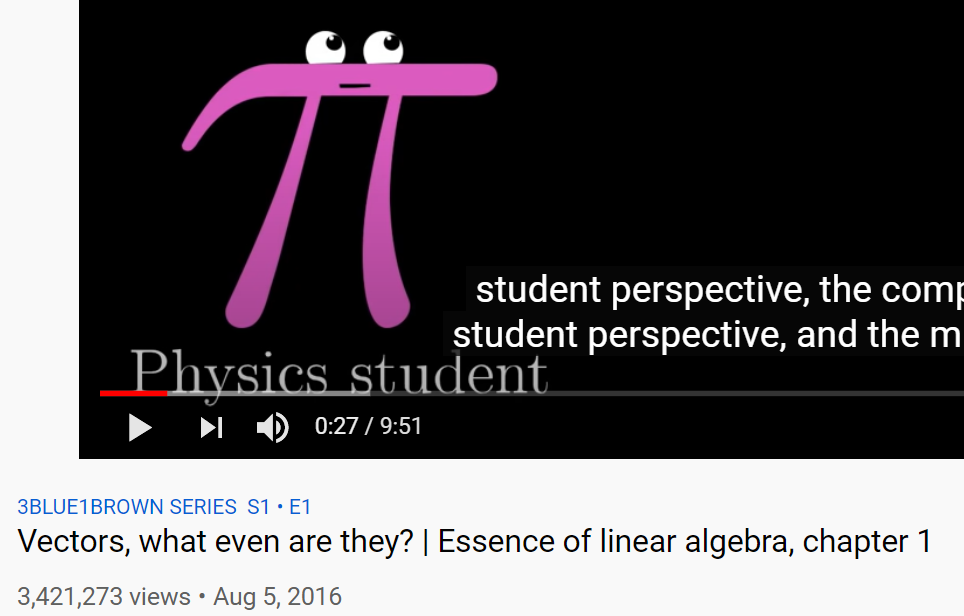 student perspective, the comp
student perspective, and the m
Physics student
0:27 / 9:51
3BLUE1BROWN SERIES S1 • E1
Vectors, what even are they? | Essence of linear algebra, chapter 1
3,421,273 views • Aug 5, 2016